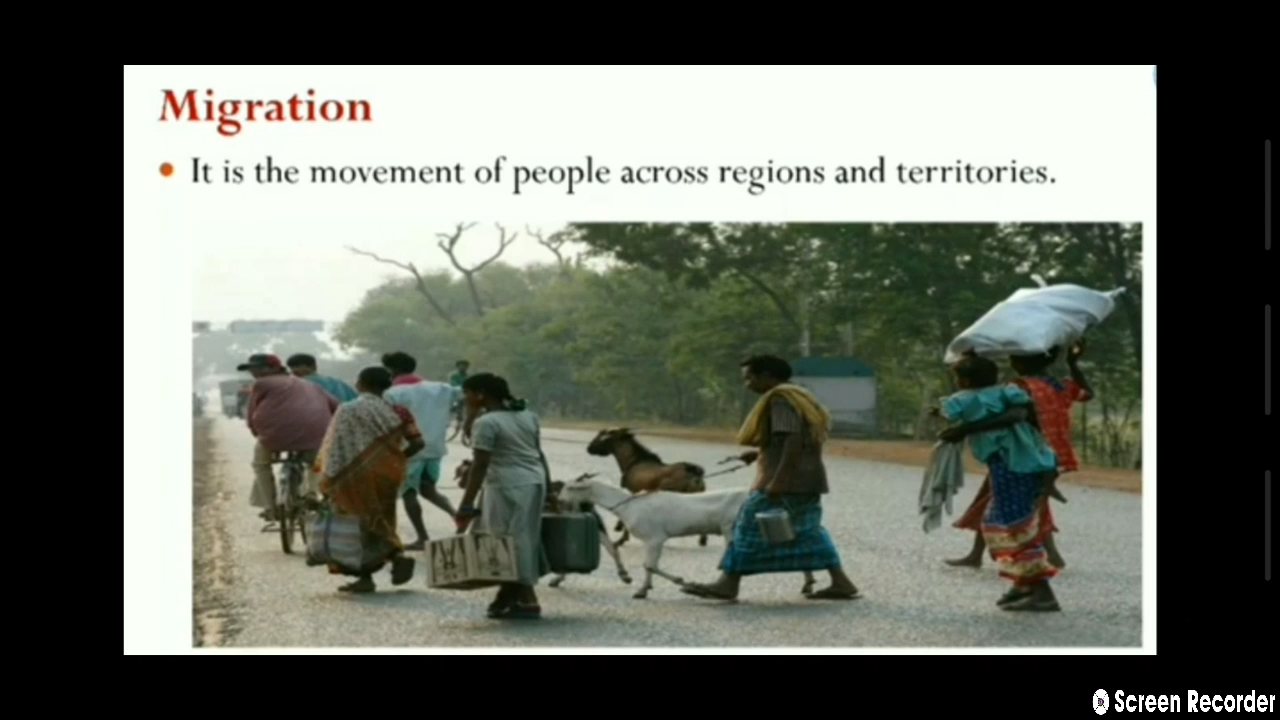 Migration
It is the movement of people across regions and territories.
Screen Recorder